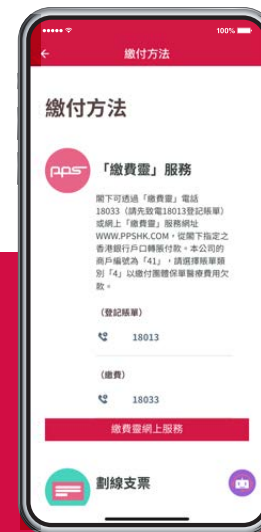 100%
繳付方法
繳付方法
pps
「繳費靈」服務
閣下可透過「繳費靈」電話
18033（請先致電18013登記賬單）
或網上「繳費靈」服務網址
WWW.PPSHK.COM，從閣下指定之
香港銀行戶口轉賬付款。本公司的
商戶編號為「41」，請選擇賬單類
別「4」以繳付團體保單醫療費用欠
款。
（登記賬單）
18013
（繳費）
18033
繳費靈網上服務
劃線支票